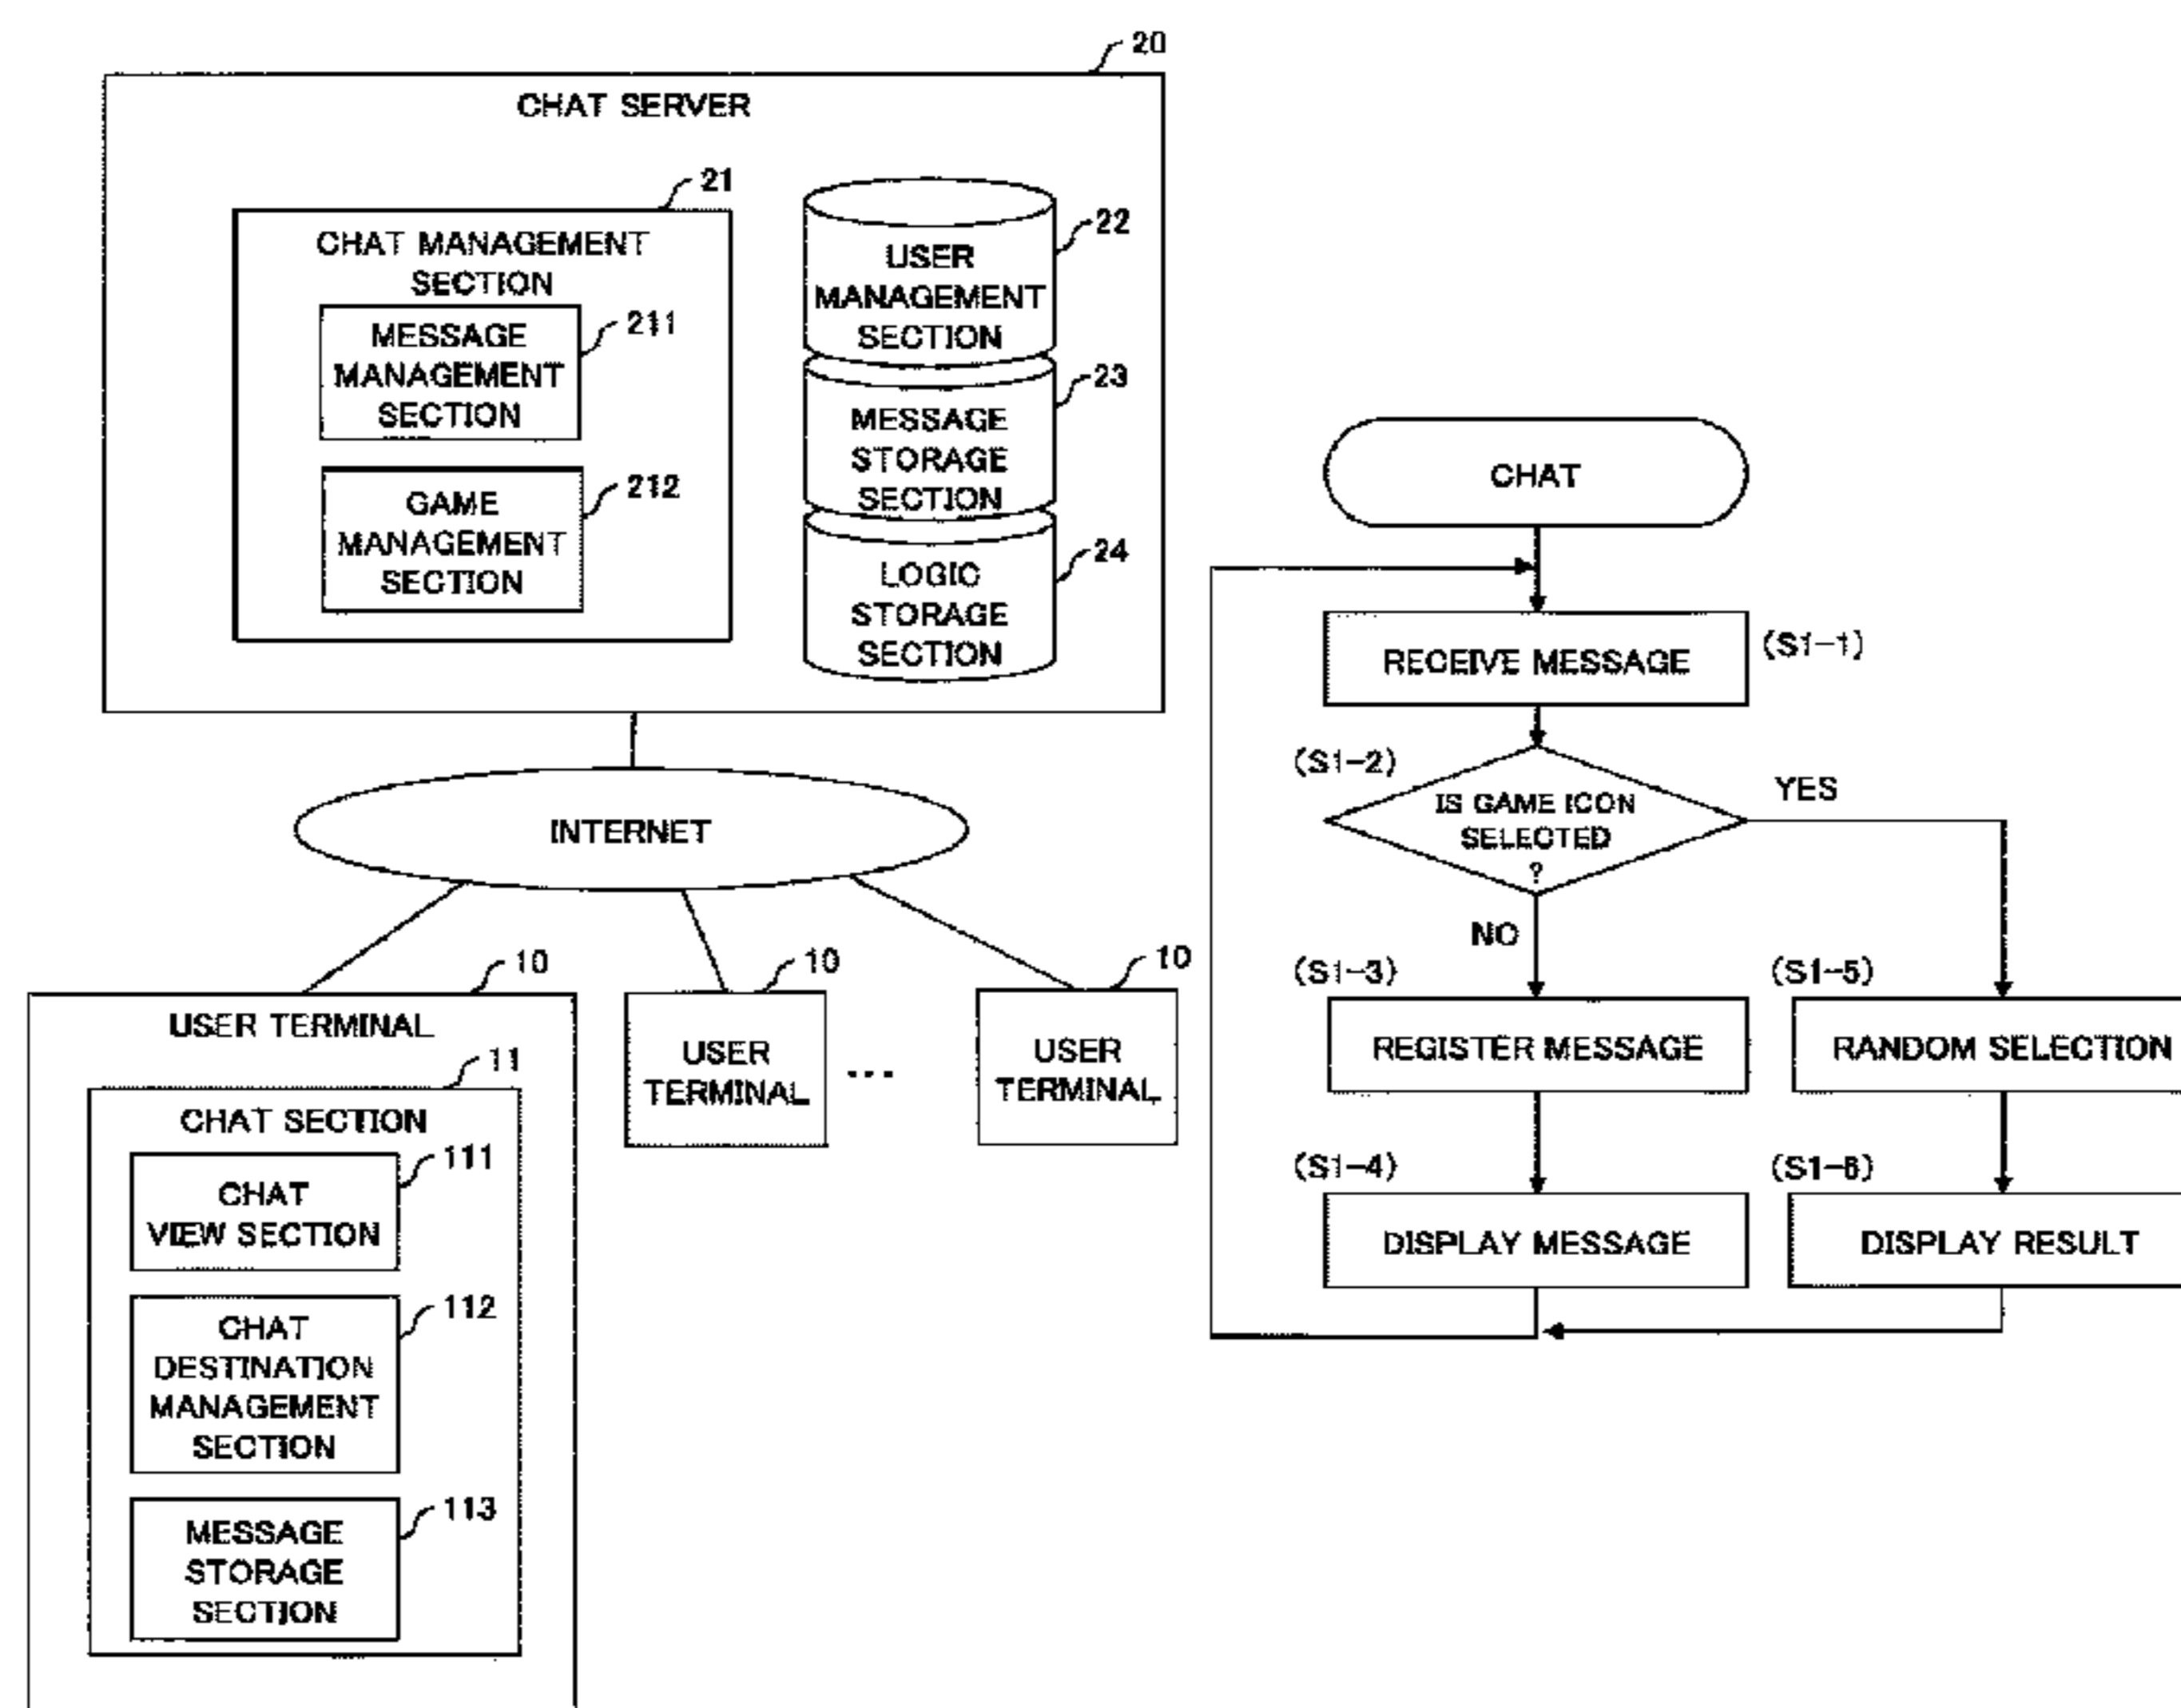 20
CHAT SERVER
21
CHAT MANAGEMENT
SECTION
211
MESSAGE
MANAGEMENT
SECTION
212
GAME
MANAGEMENT
SECTION
22
USER
MANAGEMENT
SECTION
23
MESSAGE
STORAGE
SECTION
24
LOGIC
STORAGE
SECTION
INTERNET
10
USER TERMINAL
11
CHAT SECTION
111
CHAT
VIEW SECTION
112
CHAT
DESTINATION
MANAGEMENT
SECTION
113
MESSAGE
STORAGE
SECTION
10
USER
TERMINAL
...
10
USER
TERMINAL
CHAT
RECEIVE MESSAGE
(S1-1)
(S1-2)
IS GAME ICON
SELECTED
?
YES
NO
(S1-3)
REGISTER MESSAGE
(S1-4)
DISPLAY MESSAGE
(S1-5)
RANDOM SELECTION
(S1-6)
DISPLAY RESULT